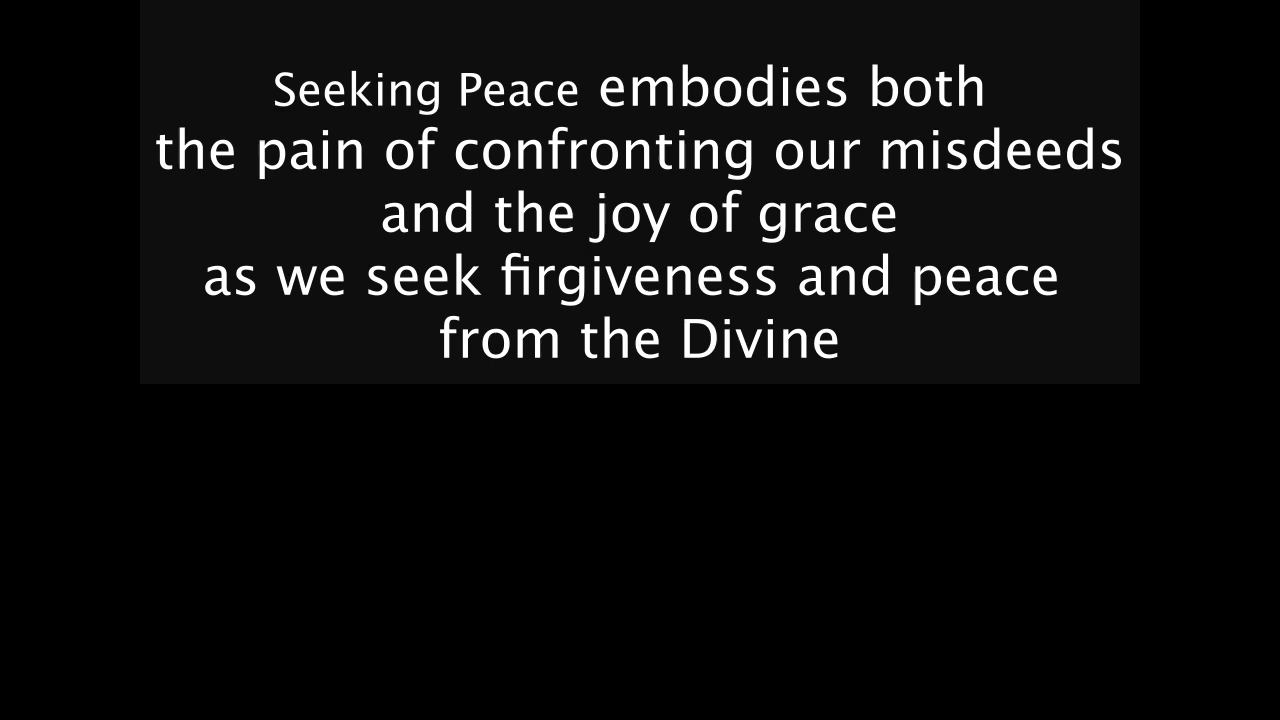 Seeking Peace embodies both
the pain of confronting our misdeeds
and the joy of grace
as we seek firgiveness and peace
from the Divine